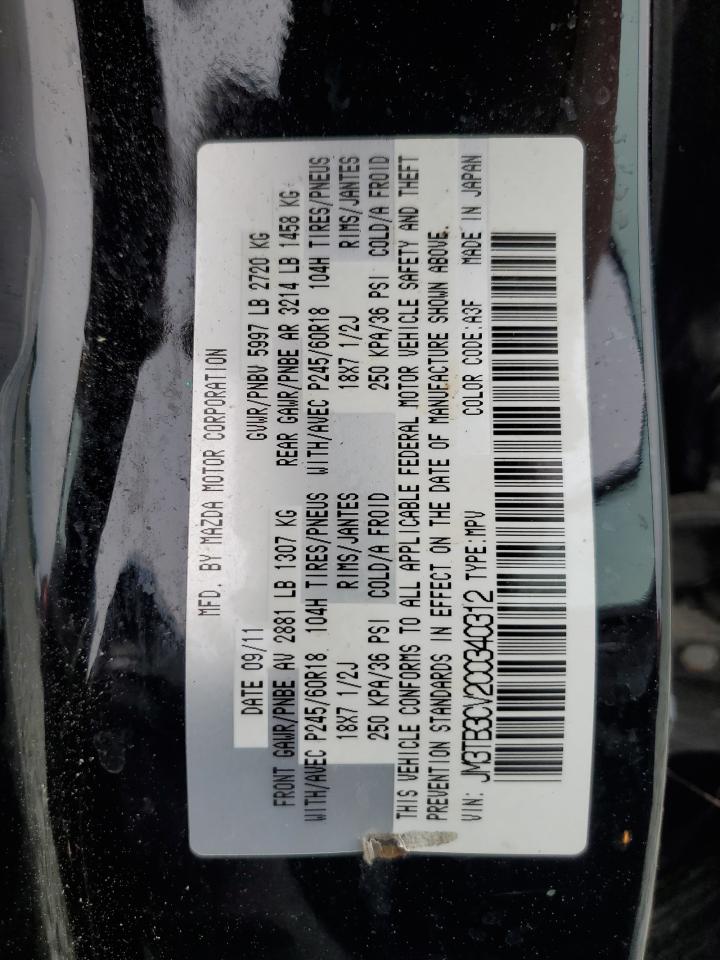 MFD. BY MAZDA MOTOR CORPORATION
DATE 09/11 GVWR/PNBV 5997 LB 2720 KG
FRONT GAWR/PNBE AV 2881 LB 1307 KG REAR GAWR/PNBE AR 3214 LB 1458 KG
WITH/AVEC P245/60R18 104H TIRES/PNEUS WITH/AVEC P245/60R18 104H TIRES/PNEUS
18X7 1/2J RIMS/JANTES 18X7 1/2J RIMS/JANTES
250 KPA/36 PSI COLD/A FROID 250 KPA/36 PSI COLD/A FROID
THIS VEHICLE CONFORMS TO ALL APPLICABLE FEDERAL MOTOR VEHICLE SAFETY AND THEFT
PREVENTION STANDARDS IN EFFECT ON THE DATE OF MANUFACTURE SHOWN ABOVE.
VIN: JM3TB3CV2C0340312 TYPE:MPV COLOR CODE:A3F MADE IN JAPAN